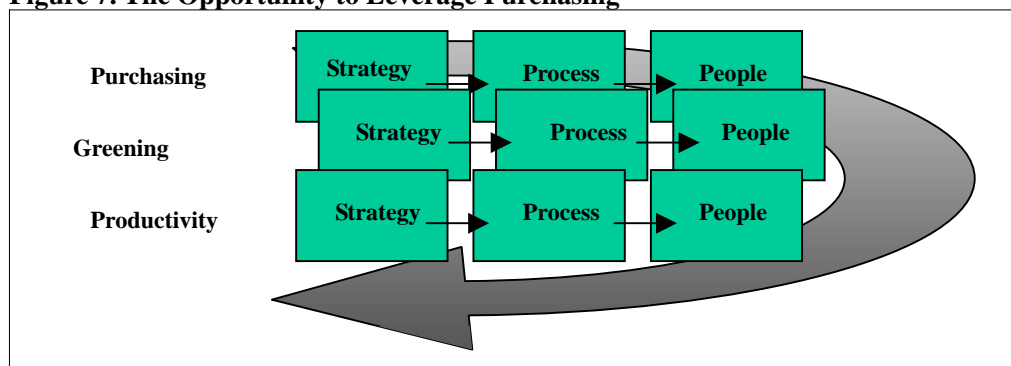 Figure 7. The Opportunity to Leverage Purchasing
Purchasing Strategy Process People
Greening Strategy Process People
Productivity Strategy Process People